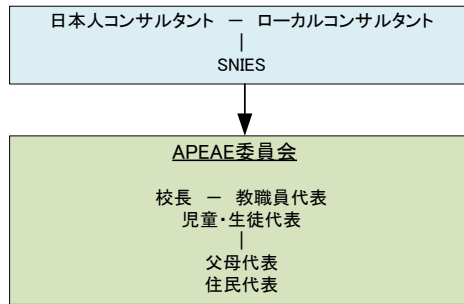 日本人コンサルタント － ローカルコンサルタント
｜
SNIES
APEAE委員会
校長 － 教職員代表
児童・生徒代表
｜
父母代表
住民代表